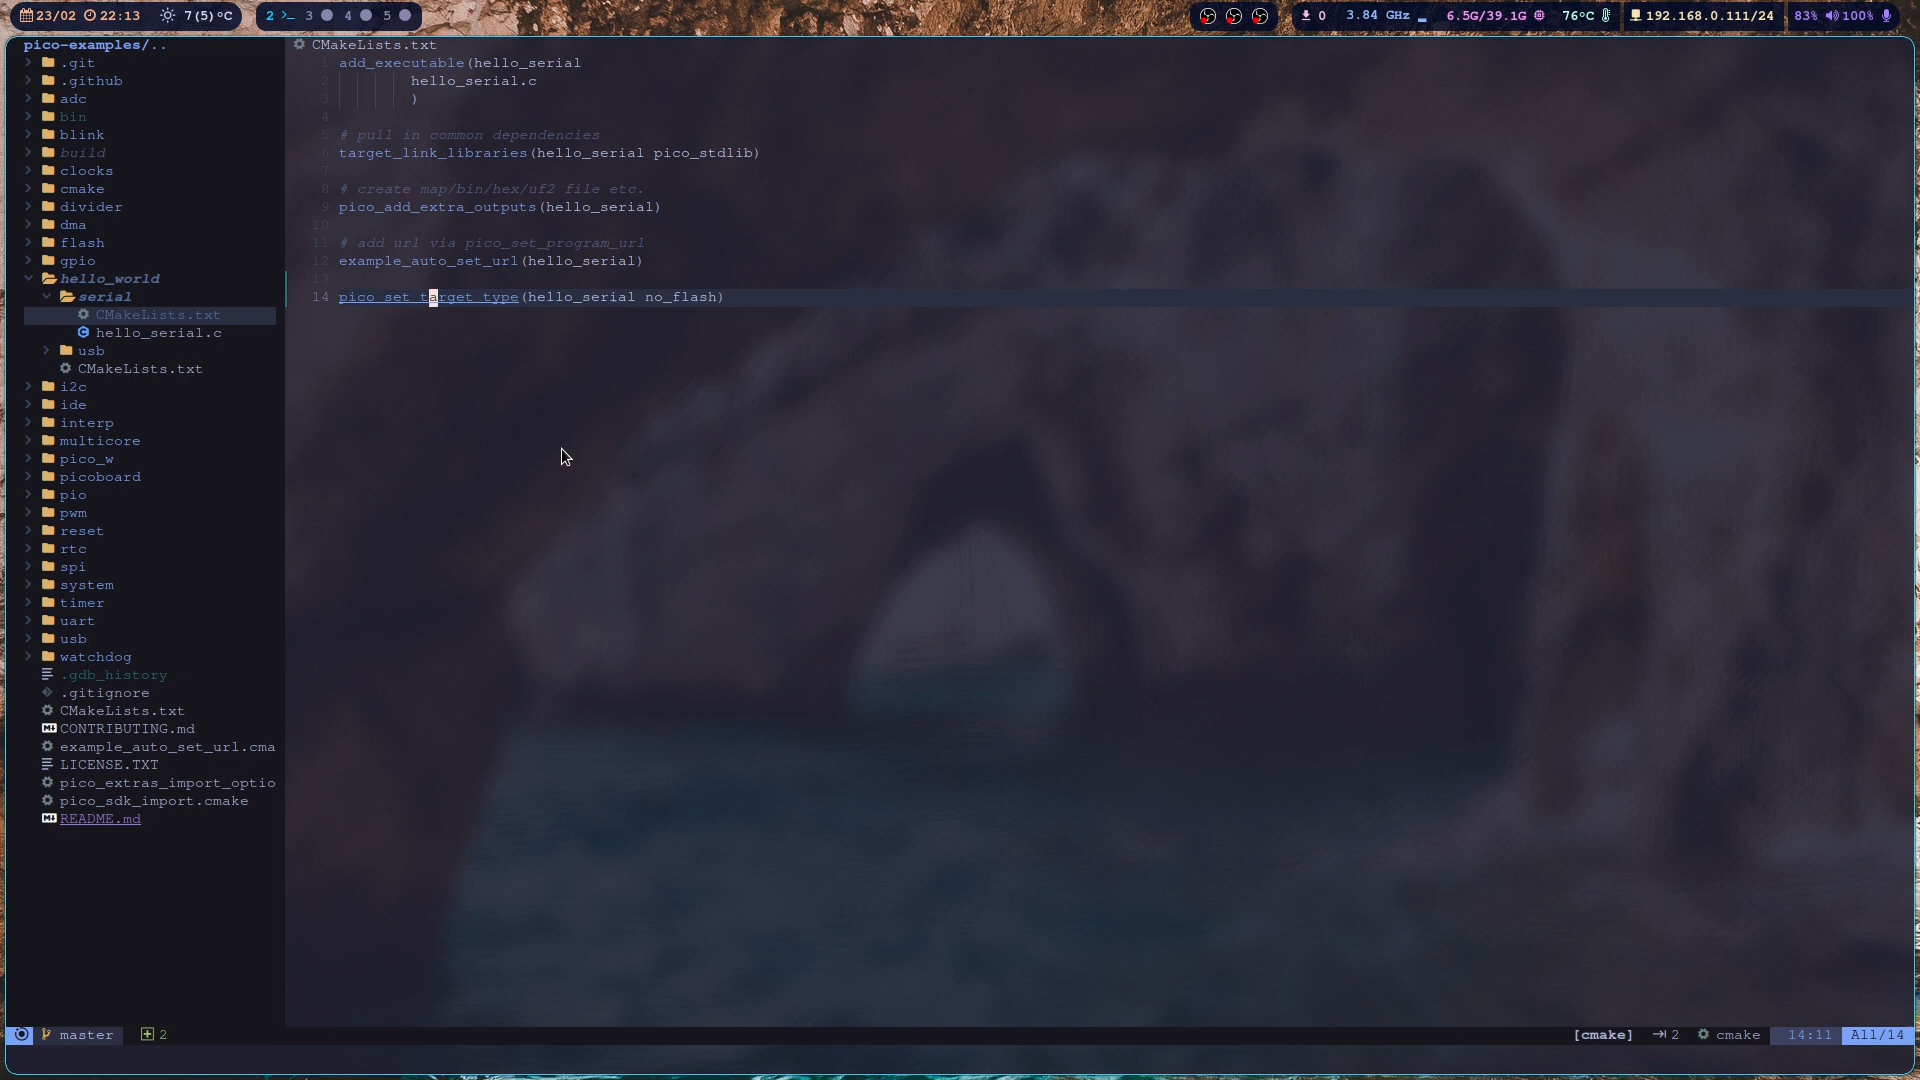 23/02 22:13 7(5)°C 2 3 4 5 0 3.84 GHz 6.5G/39.1G 76°C 192.168.0.111/24 83% 100%
pico-examples/..
.git
.github
adc
bin
blink
build
clocks
cmake
divider
dma
flash
gpio
hello_world
serial
CMakeLists.txt
hello_serial.c
usb
CMakeLists.txt
i2c
ide
interp
multicore
pico_w
picoboard
pio
pwm
reset
rtc
spi
system
timer
uart
usb
watchdog
.gdb_history
.gitignore
CMakeLists.txt
CONTRIBUTING.md
example_auto_set_url.cma
LICENSE.TXT
pico_extras_import_optio
pico_sdk_import.cmake
README.md
CMakeLists.txt
1 add_executable(hello_serial
2 hello_serial.c
3 )
4
5 # pull in common dependencies
6 target_link_libraries(hello_serial pico_stdlib)
7
8 # create map/bin/hex/uf2 file etc.
9 pico_add_extra_outputs(hello_serial)
10
11 # add url via pico_set_program_url
12 example_auto_set_url(hello_serial)
13
14 pico_set_target_type(hello_serial no_flash)
master 2 [cmake] 2 cmake 14:11 All/14